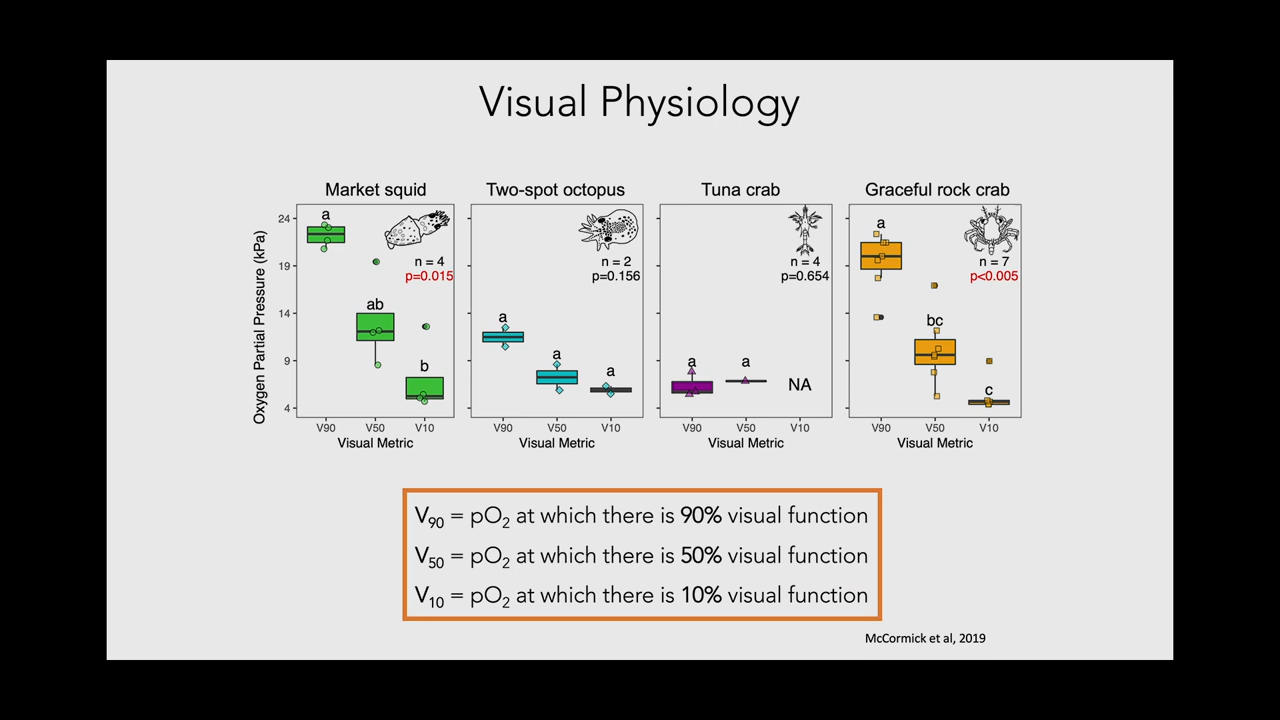 Visual Physiology
Market squid
Two-spot octopus
Tuna crab
Graceful rock crab
Oxygen Partial Pressure (kPa)
24
19
14
9
4
a
n = 4
p=0.015
ab
b
V90 V50 V10
Visual Metric
n = 2
p=0.156
a
a
a
V90 V50 V10
Visual Metric
n = 4
p=0.654
a
a
NA
V90 V50 V10
Visual Metric
a
n = 7
p<0.005
bc
c
V90 V50 V10
Visual Metric
V90 = pO2 at which there is 90% visual function
V50 = pO2 at which there is 50% visual function
V10 = pO2 at which there is 10% visual function
McCormick et al, 2019